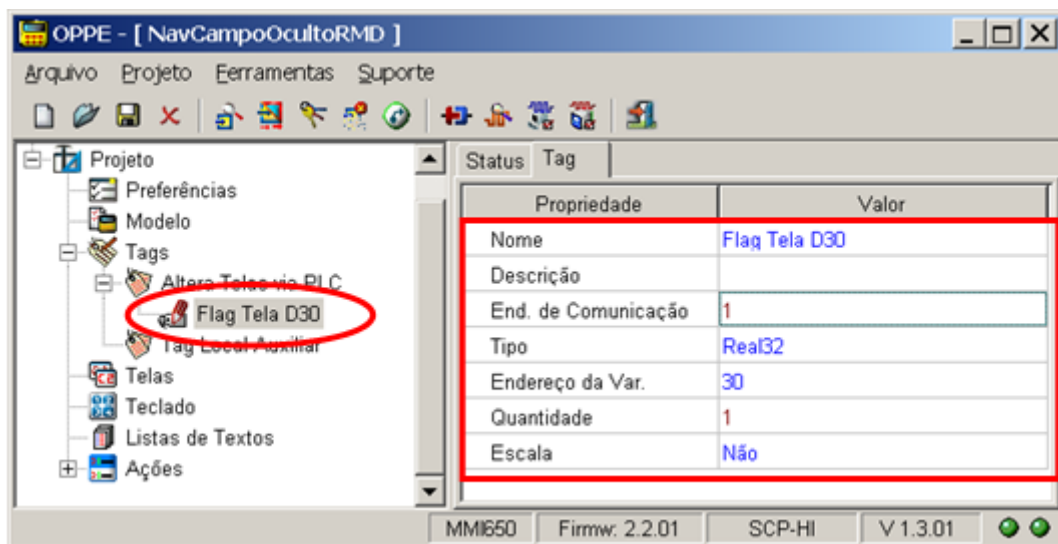 OPPE - [ NavCampoOcultoRMD ]
Arquivo Projeto Ferramentas Suporte
Projeto
Preferências
Modelo
Tags
Altera Telas via PLC
Flag Tela D30
Tag Local Auxiliar
Telas
Teclado
Listas de Textos
Ações
Status Tag
Propriedade Valor
Nome Flag Tela D30
Descrição
End. de Comunicação 1
Tipo Real32
Endereço da Var. 30
Quantidade 1
Escala Não
MMI650 Firmw: 2.2.01 SCP-HI V 1.3.01